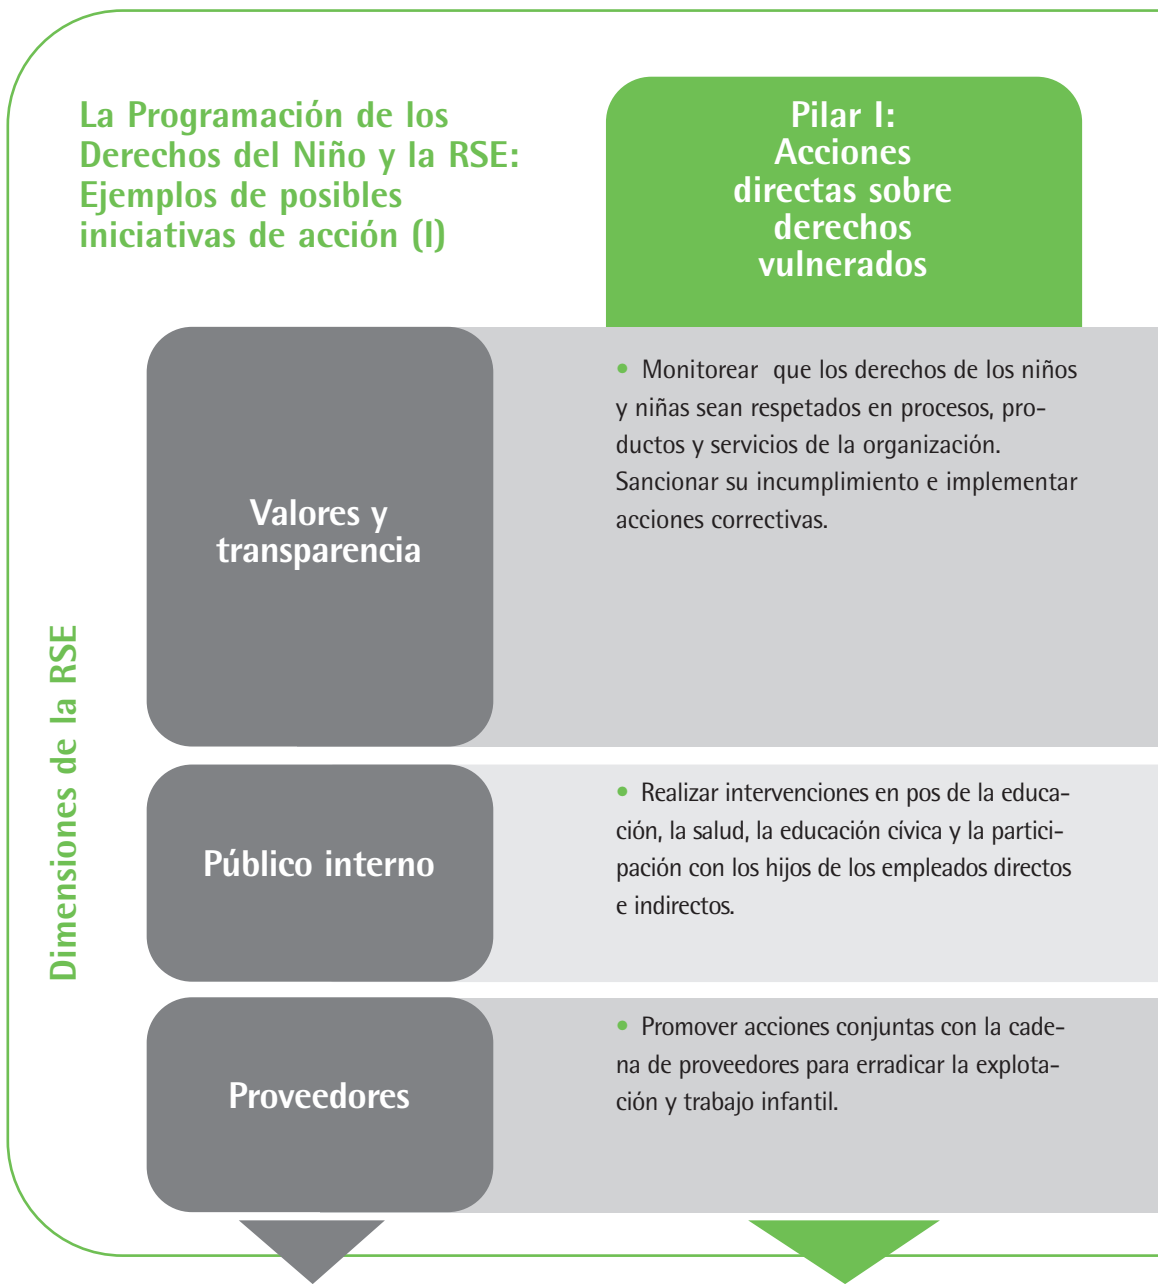 La Programación de los
Derechos del Niño y la RSE:
Ejemplos de posibles
iniciativas de acción (I)
Pilar I:
Acciones
directas sobre
derechos
vulnerados
Dimensiones de la RSE
Valores y
transparencia
• Monitorear que los derechos de los niños
y niñas sean respetados en procesos, pro-
ductos y servicios de la organización.
Sancionar su incumplimiento e implementar
acciones correctivas.
Público interno
• Realizar intervenciones en pos de la educa-
ción, la salud, la educación cívica y la partici-
pación con los hijos de los empleados directos
e indirectos.
Proveedores
• Promover acciones conjuntas con la cade-
na de proveedores para erradicar la explota-
ción y trabajo infantil.